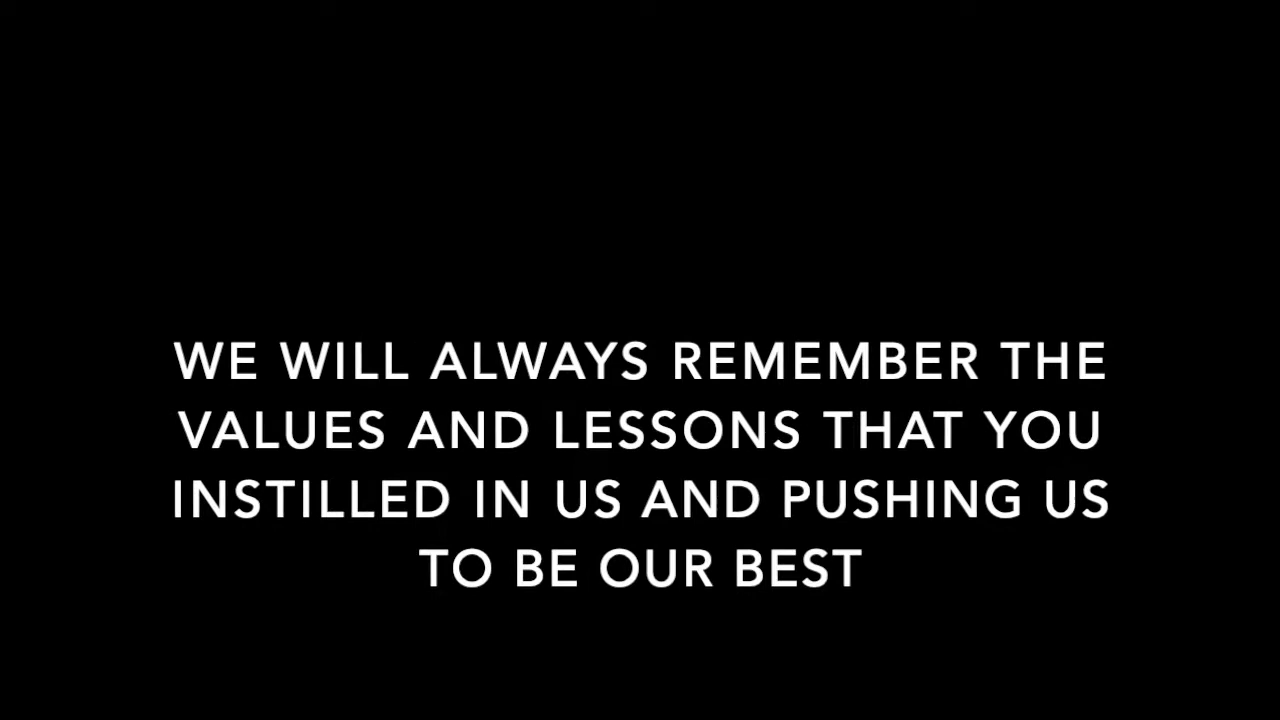 WE WILL ALWAYS REMEMBER THE
VALUES AND LESSONS THAT YOU
INSTILLED IN US AND PUSHING US
TO BE OUR BEST